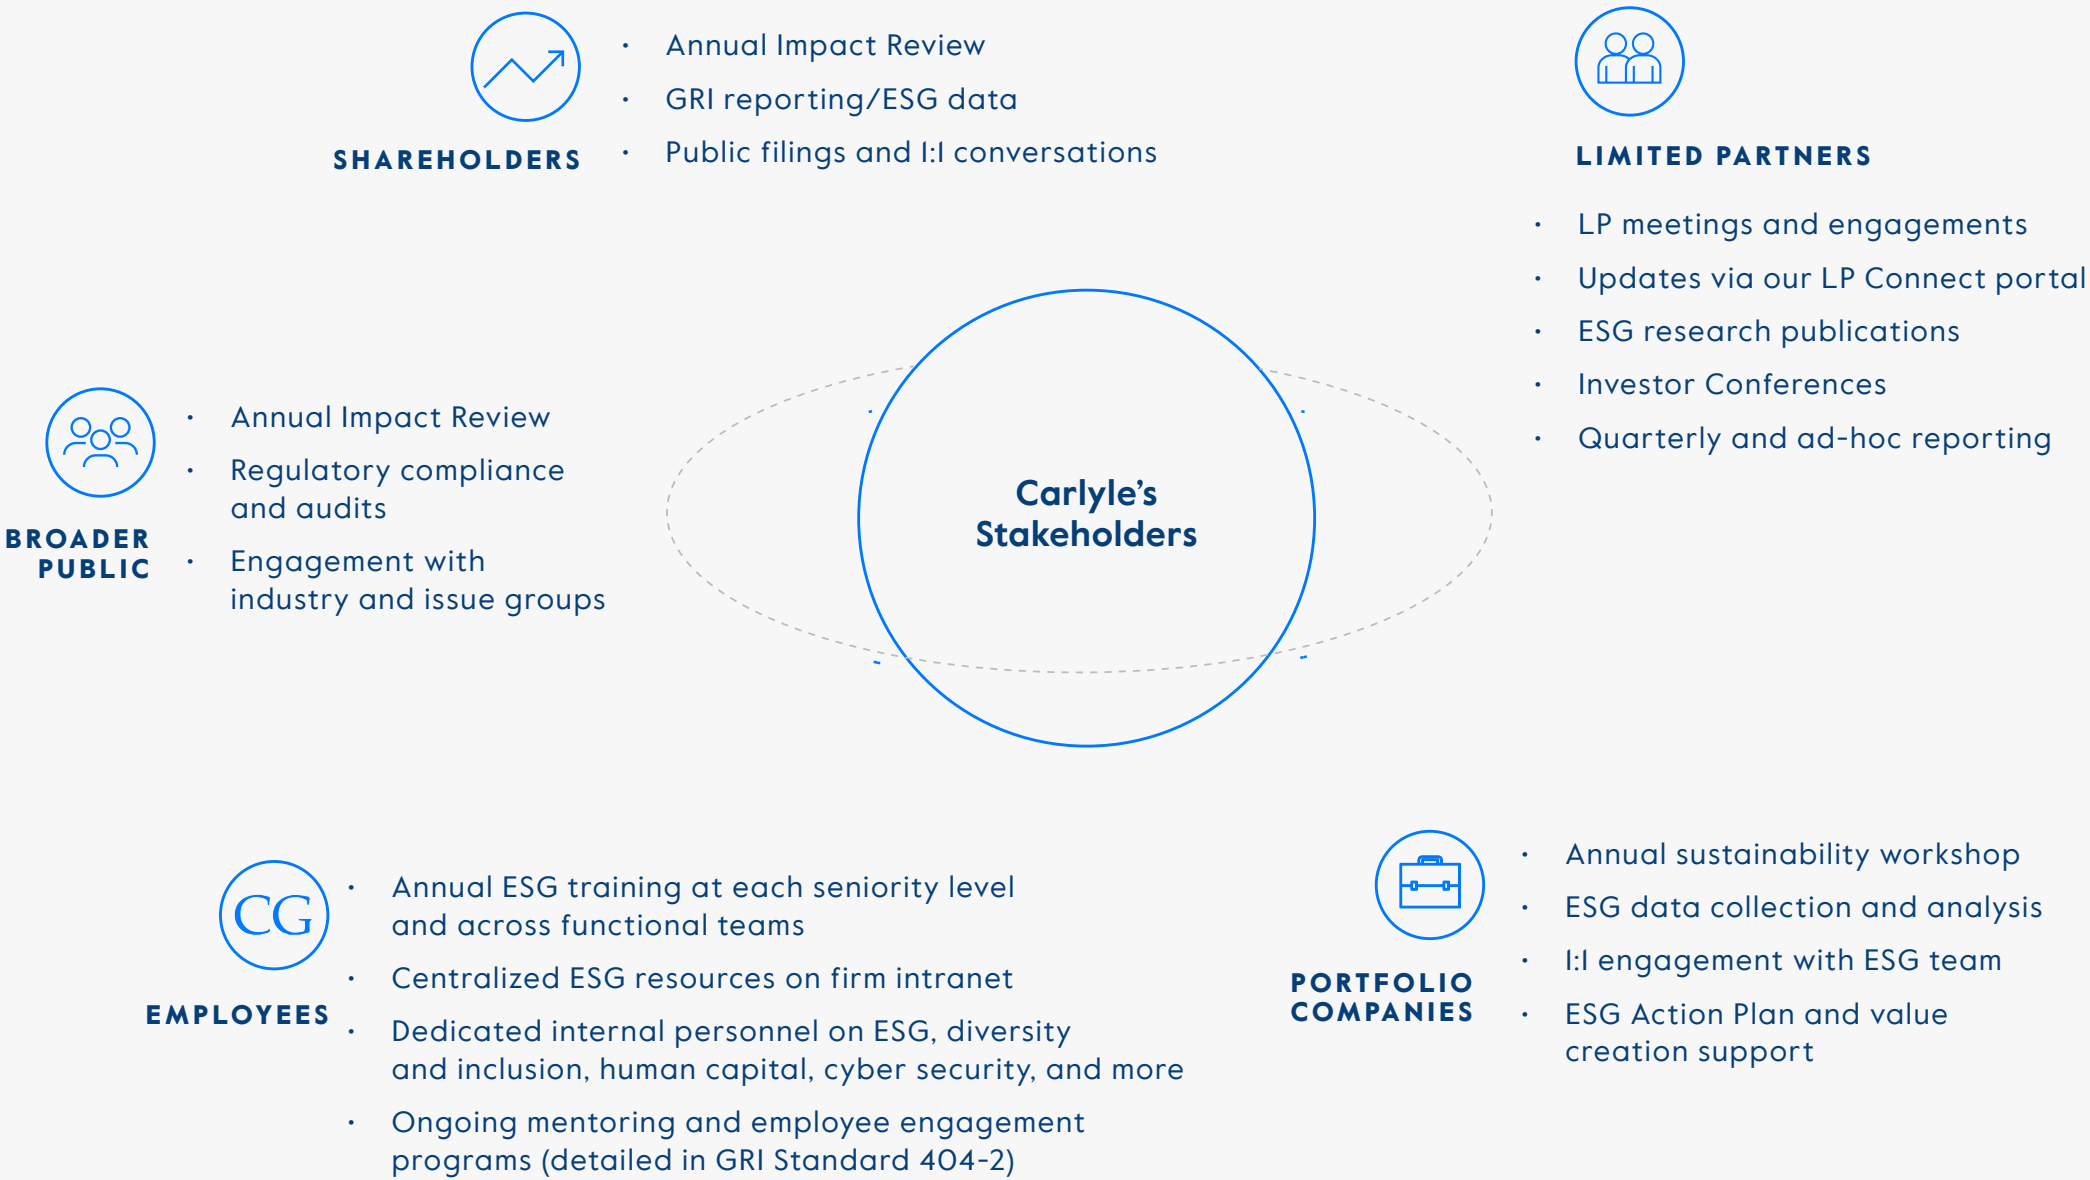 SHAREHOLDERS
• Annual Impact Review
• GRI reporting/ESG data
• Public filings and 1:1 conversations
LIMITED PARTNERS
• LP meetings and engagements
• Updates via our LP Connect portal
• ESG research publications
• Investor Conferences
• Quarterly and ad-hoc reporting
BROADER
PUBLIC
• Annual Impact Review
• Regulatory compliance
and audits
• Engagement with
industry and issue groups
Carlyle’s
Stakeholders
CG
EMPLOYEES
• Annual ESG training at each seniority level
and across functional teams
• Centralized ESG resources on firm intranet
• Dedicated internal personnel on ESG, diversity
and inclusion, human capital, cyber security, and more
• Ongoing mentoring and employee engagement
programs (detailed in GRI Standard 404-2)
PORTFOLIO
COMPANIES
• Annual sustainability workshop
• ESG data collection and analysis
• 1:1 engagement with ESG team
• ESG Action Plan and value
creation support